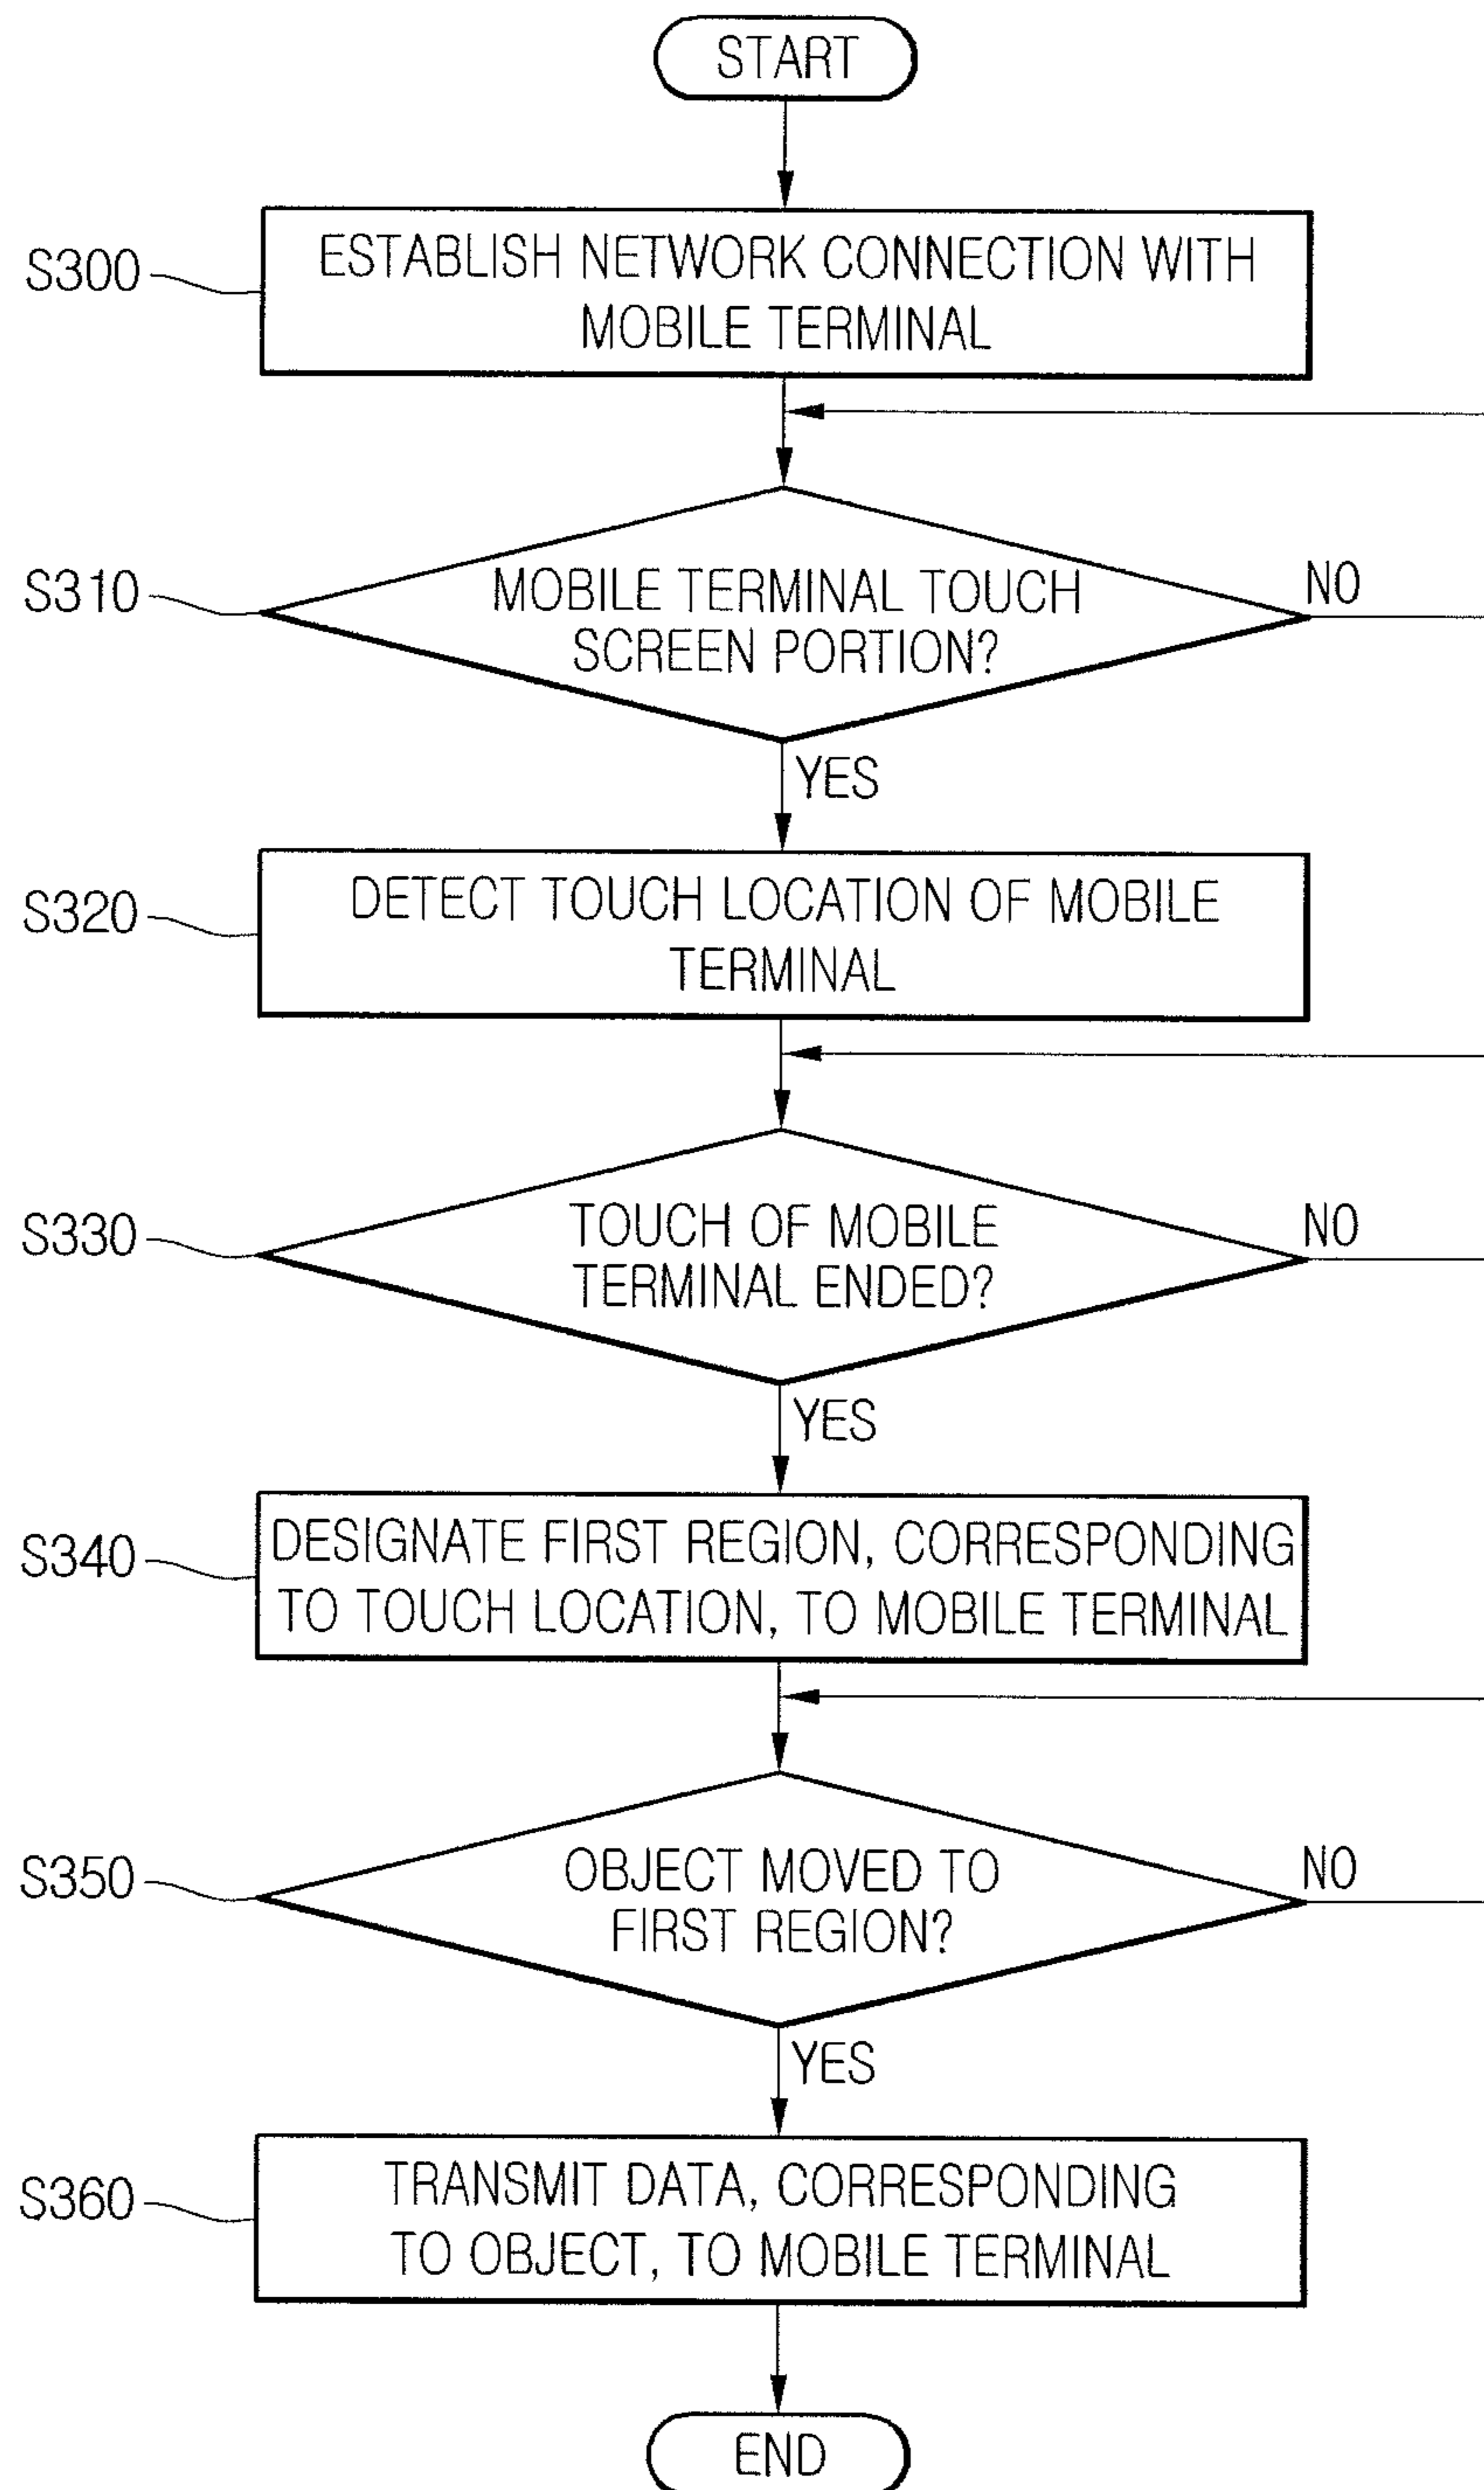 START
S300
ESTABLISH NETWORK CONNECTION WITH
MOBILE TERMINAL
S310
MOBILE TERMINAL TOUCH
SCREEN PORTION?
NO
YES
S320
DETECT TOUCH LOCATION OF MOBILE
TERMINAL
S330
TOUCH OF MOBILE
TERMINAL ENDED?
NO
YES
S340
DESIGNATE FIRST REGION, CORRESPONDING
TO TOUCH LOCATION, TO MOBILE TERMINAL
S350
OBJECT MOVED TO
FIRST REGION?
NO
YES
S360
TRANSMIT DATA, CORRESPONDING
TO OBJECT, TO MOBILE TERMINAL
END